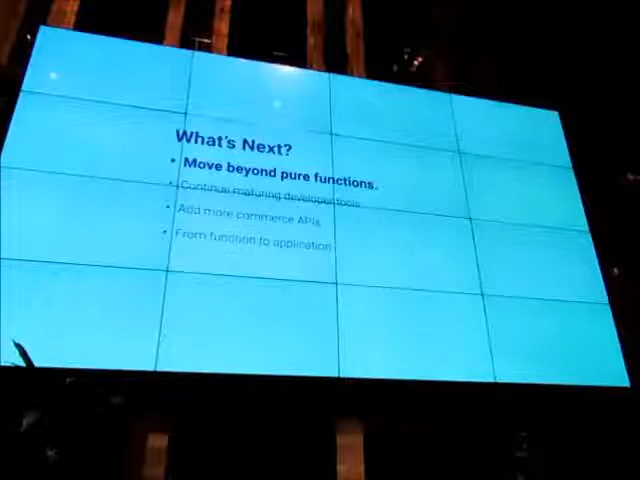 What's Next?
• Move beyond pure functions.
• Continue maturing developer tools
• Add more commerce APIs
• From function to application